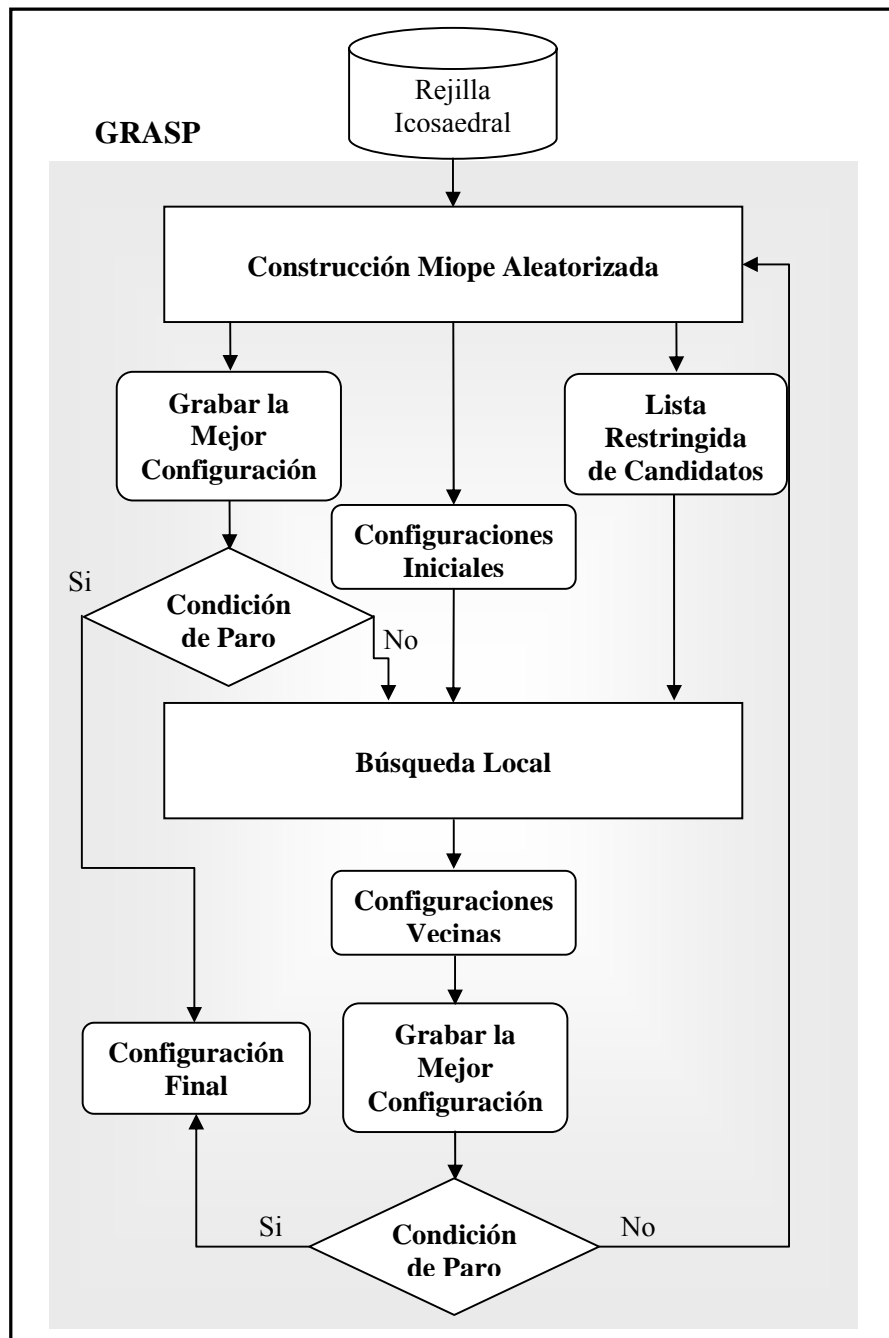 Rejilla
Icosaedral
GRASP
Construcción Miope Aleatorizada
Grabar la
Mejor
Configuración
Lista
Restringida
de Candidatos
Configuraciones
Iniciales
Si
Condición
de Paro
No
Búsqueda Local
Configuraciones
Vecinas
Grabar la
Mejor
Configuración
Configuración
Final
Si
Condición
de Paro
No